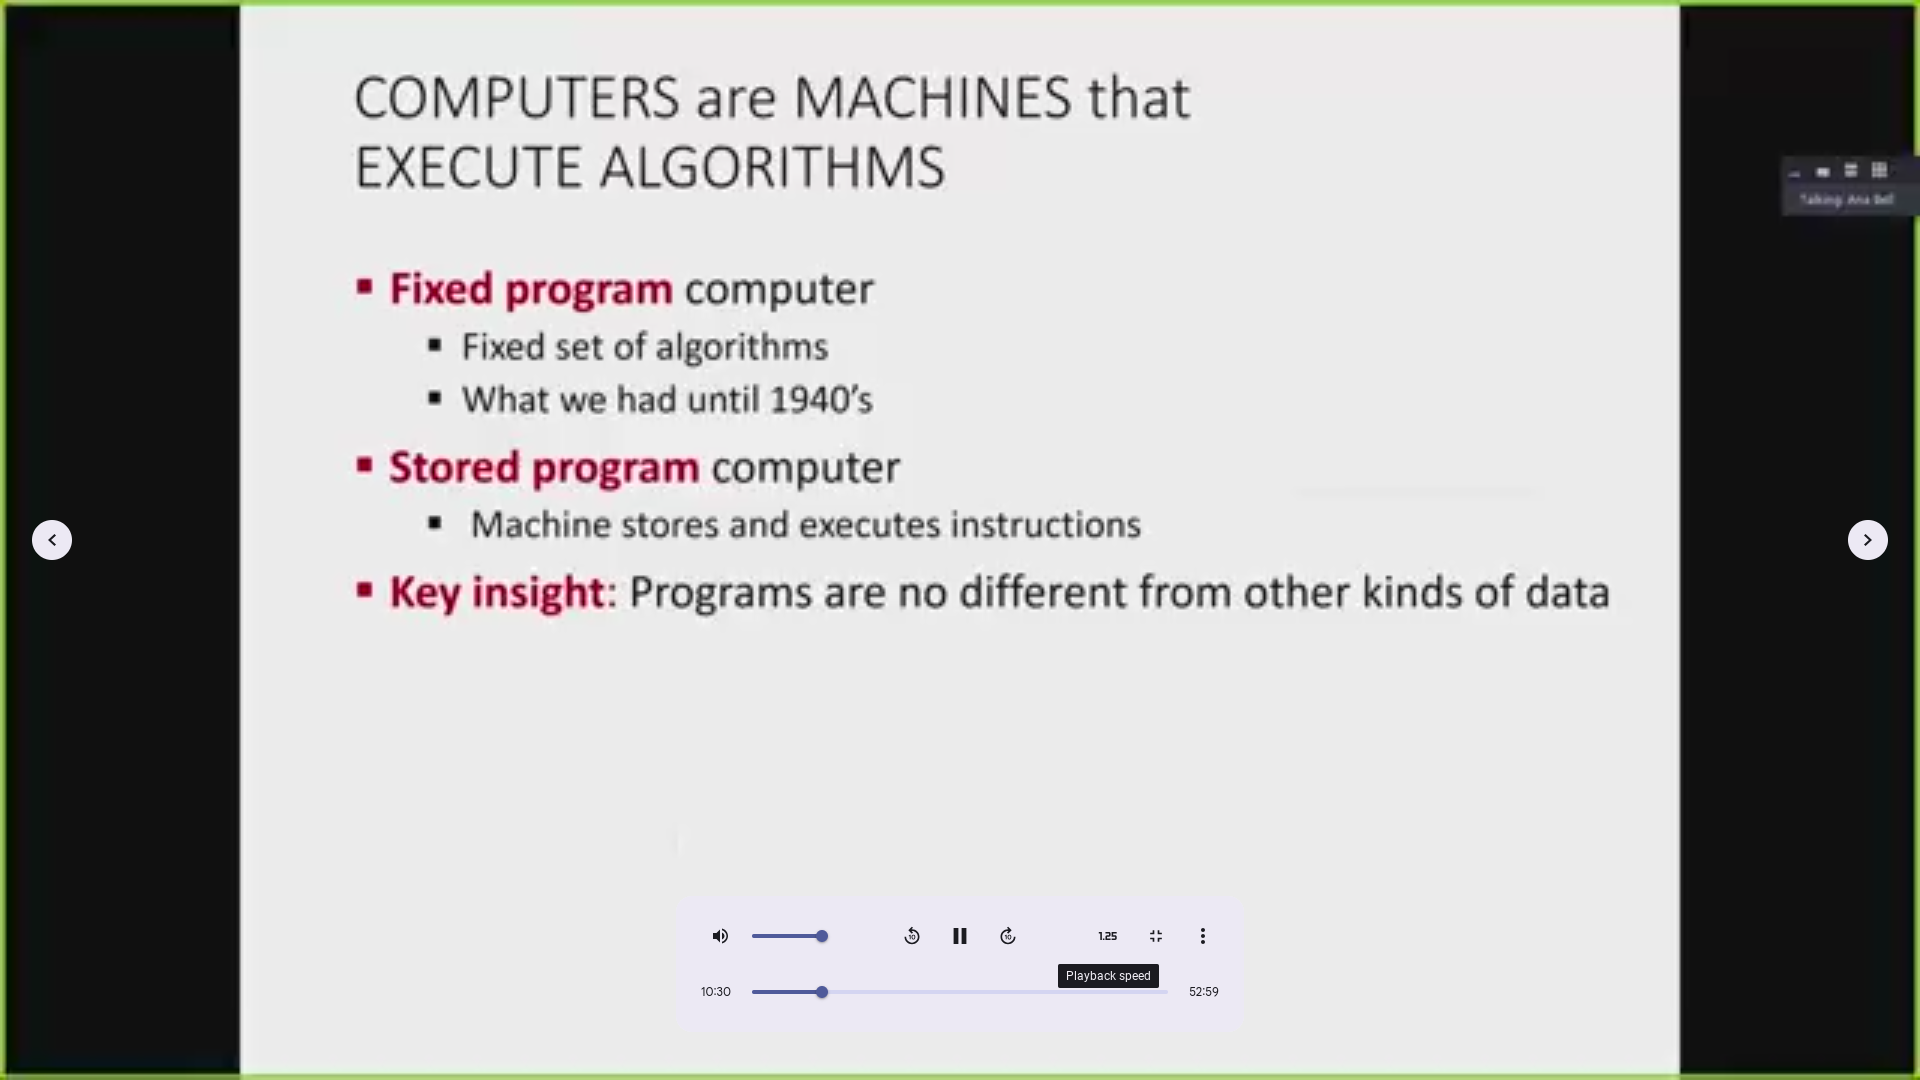 COMPUTERS are MACHINES that
EXECUTE ALGORITHMS
Talking: Ana Bell
▪ Fixed program computer
▪ Fixed set of algorithms
▪ What we had until 1940's
▪ Stored program computer
▪ Machine stores and executes instructions
▪ Key insight: Programs are no different from other kinds of data
10
10
1.25
Playback speed
10:30
52:59